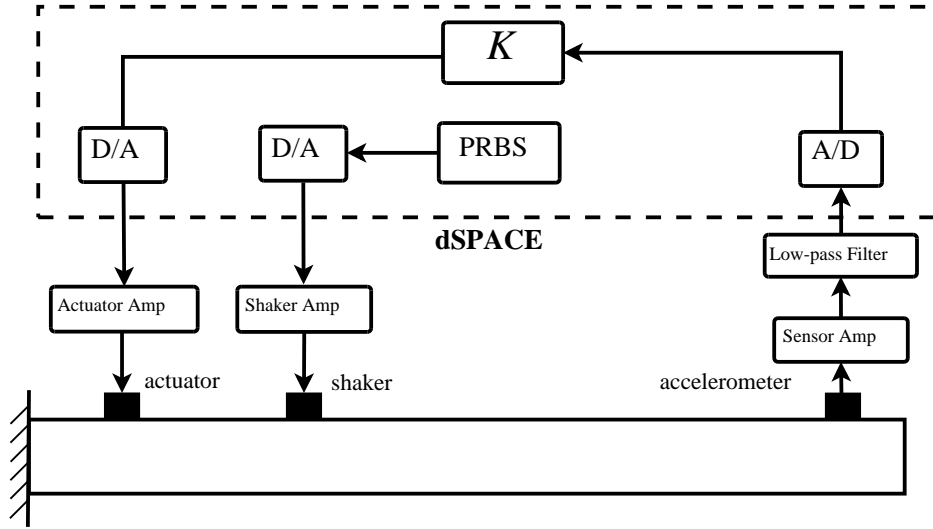 K
D/A
D/A
PRBS
A/D
dSPACE
Low-pass Filter
Actuator Amp
Shaker Amp
Sensor Amp
actuator
shaker
accelerometer